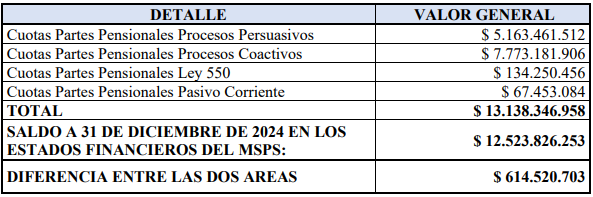 DETALLE VALOR GENERAL
Cuotas Partes Pensionales Procesos Persuasivos $ 5.163.461.512
Cuotas Partes Pensionales Procesos Coactivos $ 7.773.181.906
Cuotas Partes Pensionales Ley 550 $ 134.250.456
Cuotas Partes Pensionales Pasivo Corriente $ 67.453.084
TOTAL $ 13.138.346.958
SALDO A 31 DE DICIEMBRE DE 2024 EN LOS
ESTADOS FINANCIEROS DEL MSPS: $ 12.523.826.253
DIFERENCIA ENTRE LAS DOS AREAS $ 614.520.703